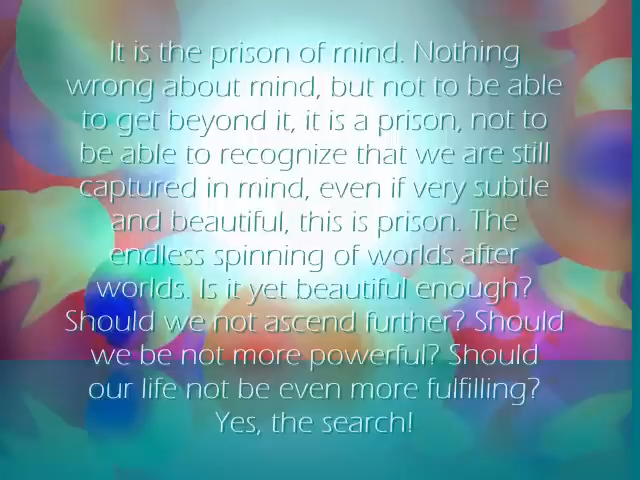 It is the prison of mind. Nothing
wrong about mind, but not to be able
to get beyond it, it is a prison, not to
be able to recognize that we are still
captured in mind, even if very subtle
and beautiful, this is prison. The
endless spinning of worlds after
worlds. Is it yet beautiful enough?
Should we not ascend further? Should
we be not more powerful? Should
our life not be even more fulfilling?
Yes, the search!